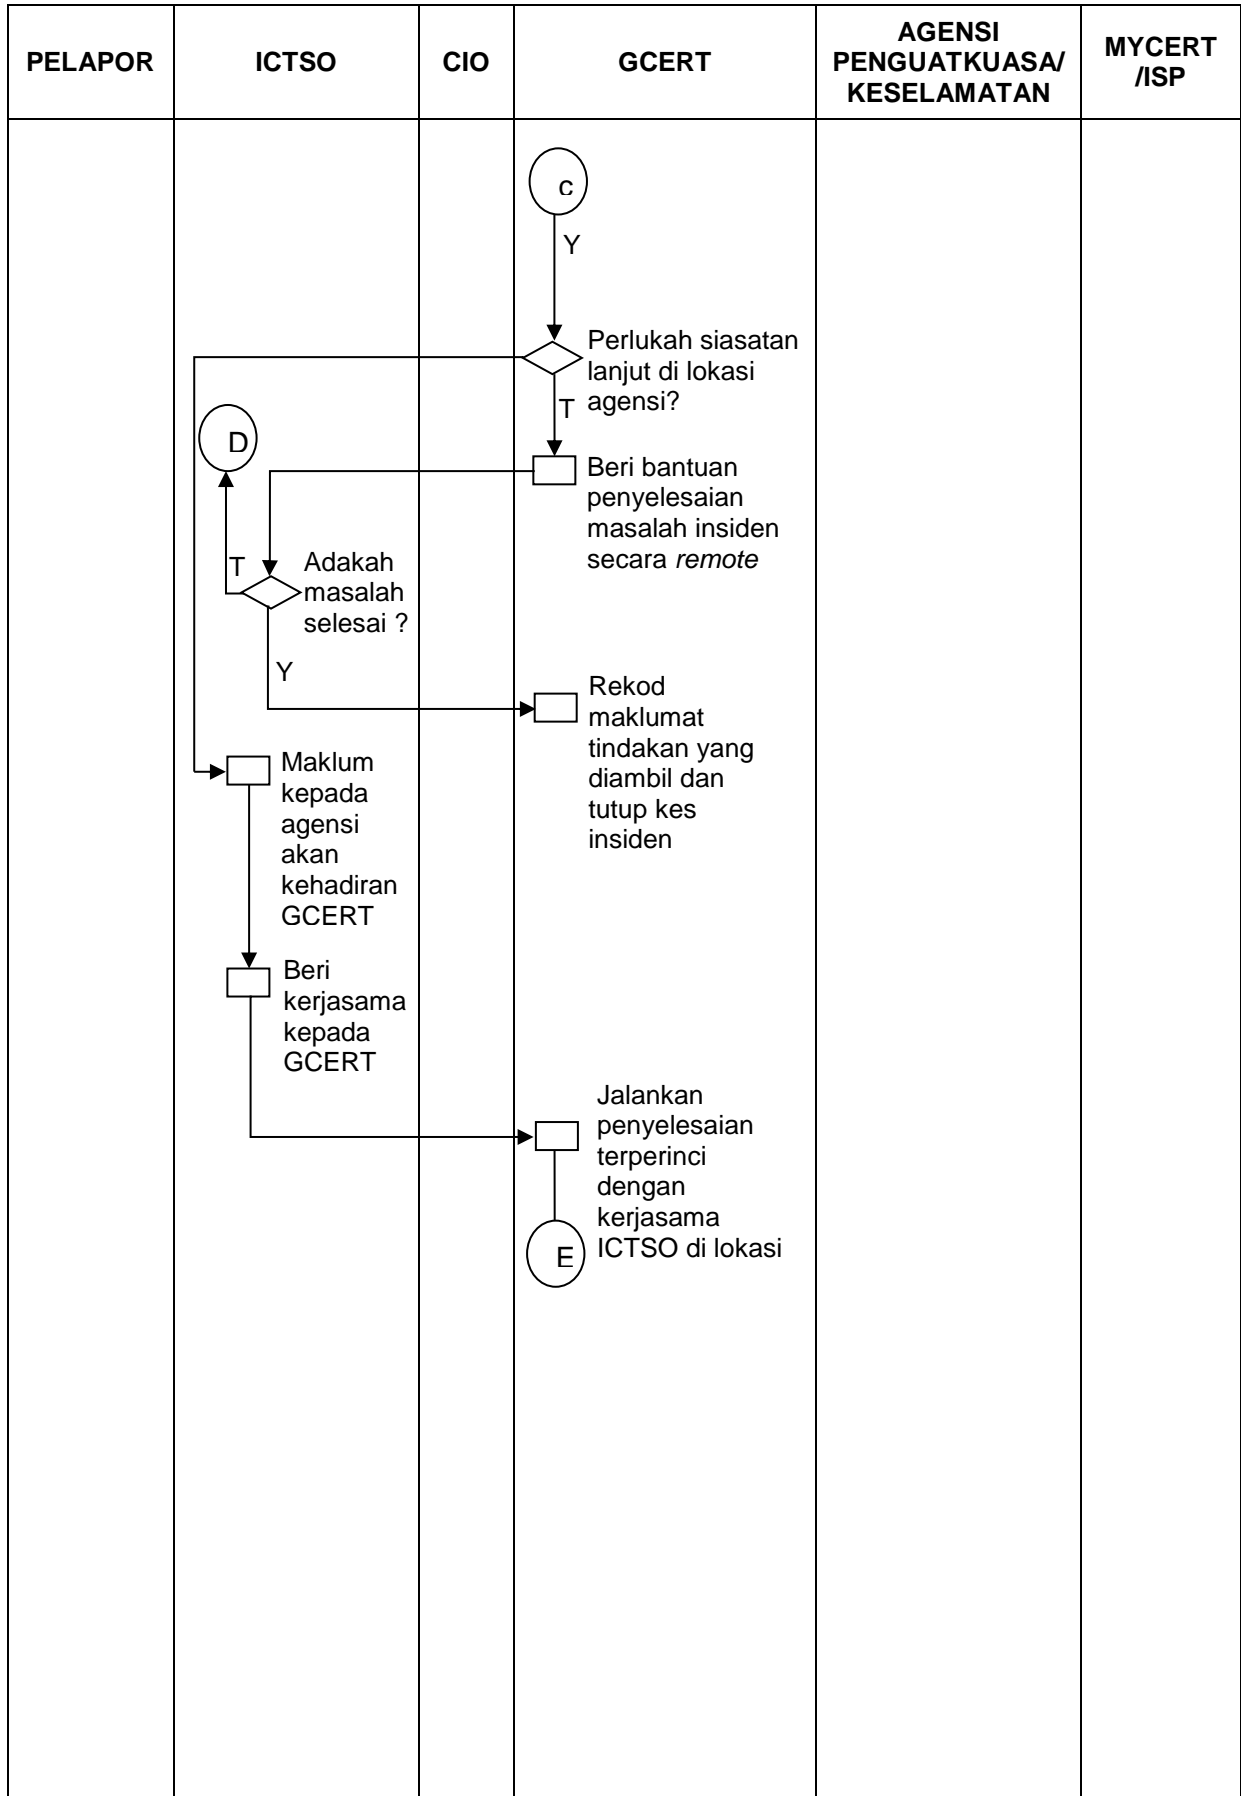 PELAPOR
ICTSO
CIO
GCERT
AGENSI
PENGUATKUASA/
KESELAMATAN
MYCERT
/ISP
c
Y
Perlukah siasatan
lanjut di lokasi
agensi?
T
D
Beri bantuan
penyelesaian
masalah insiden
secara remote
T
Adakah
masalah
selesai ?
Y
Rekod
maklumat
tindakan yang
diambil dan
tutup kes
insiden
Maklum
kepada
agensi
akan
kehadiran
GCERT
Beri
kerjasama
kepada
GCERT
Jalankan
penyelesaian
terperinci
dengan
kerjasama
ICTSO di lokasi
E